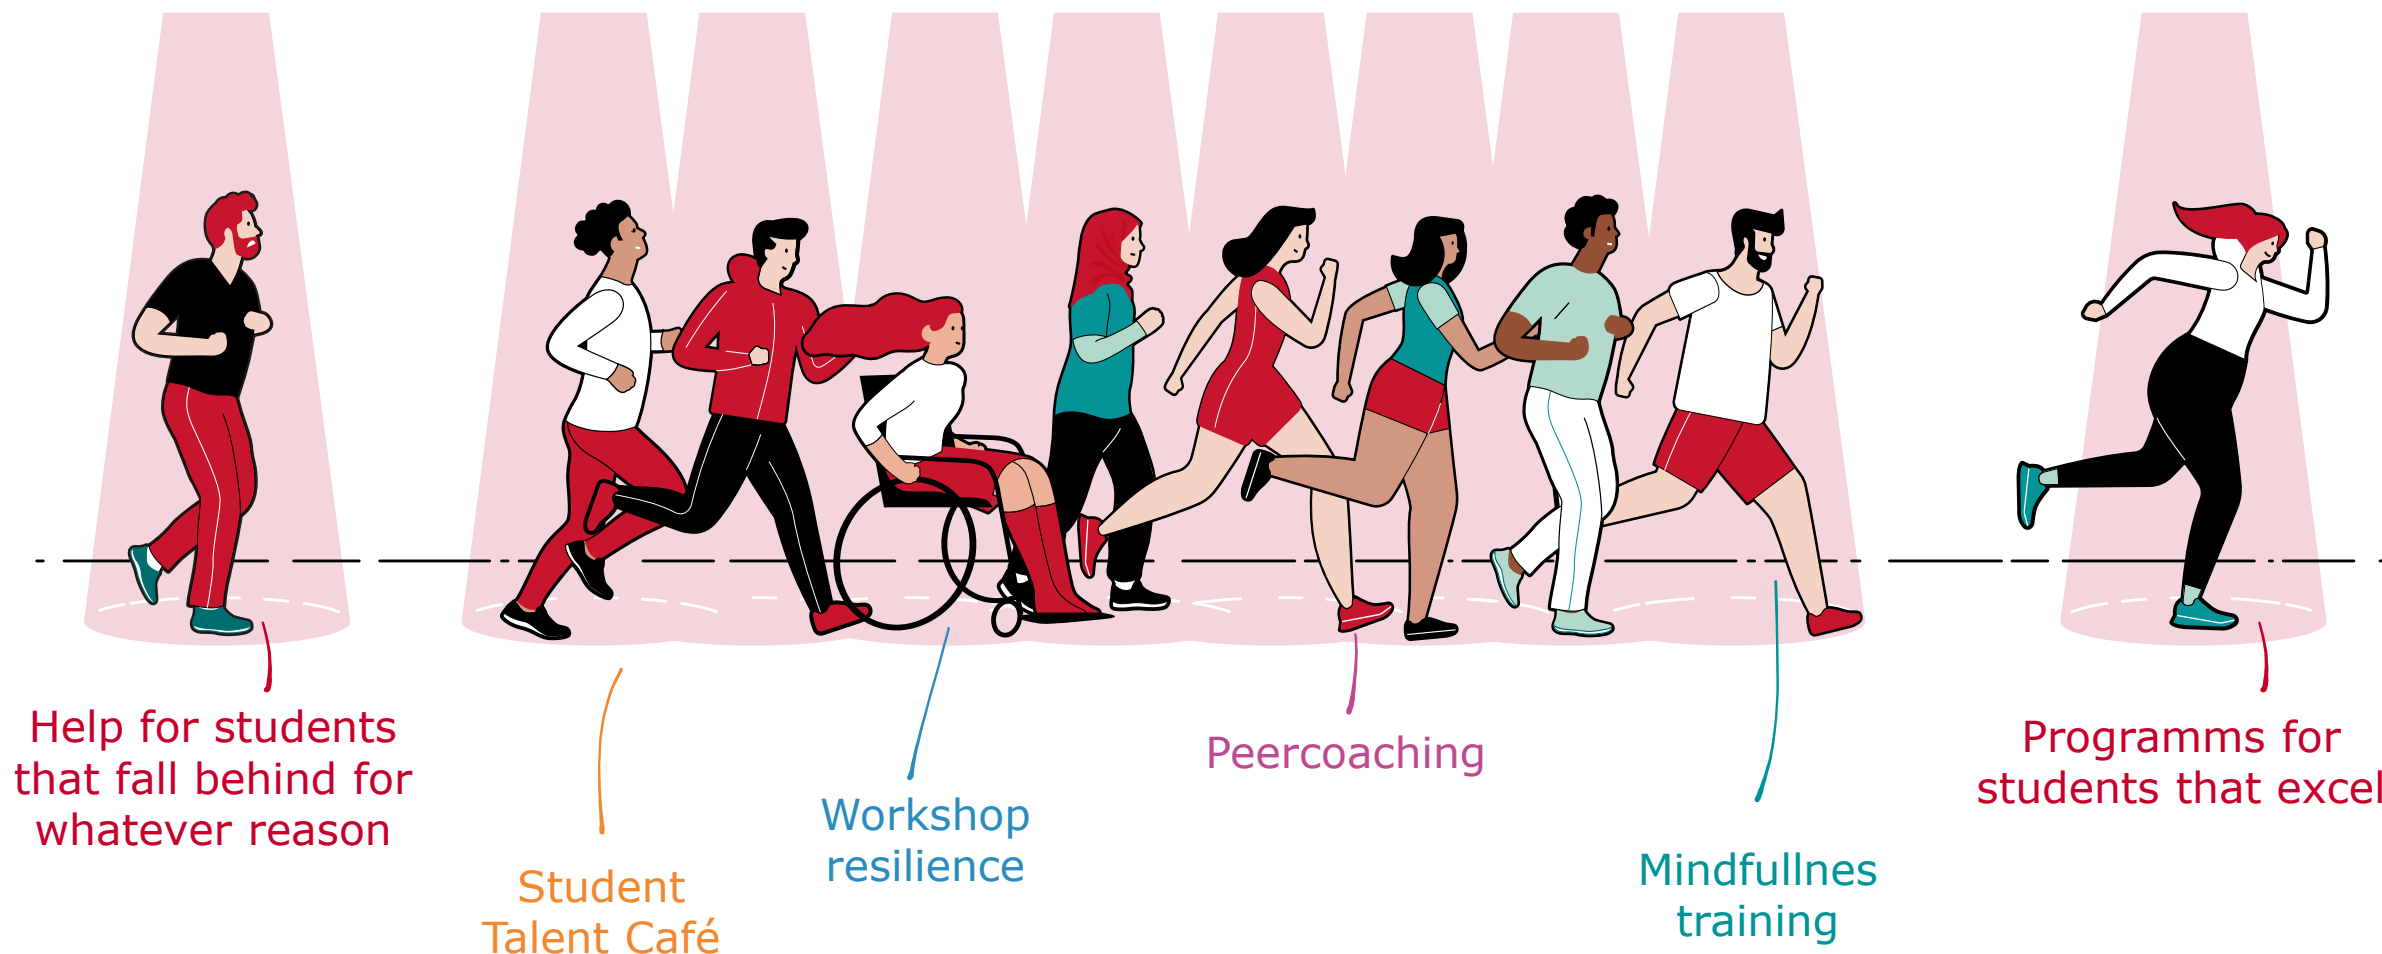 Help for students
that fall behind for
whatever reason
Student
Talent Café
Workshop
resilience
Peercoaching
Mindfullnes
training
Programms for
students that excel